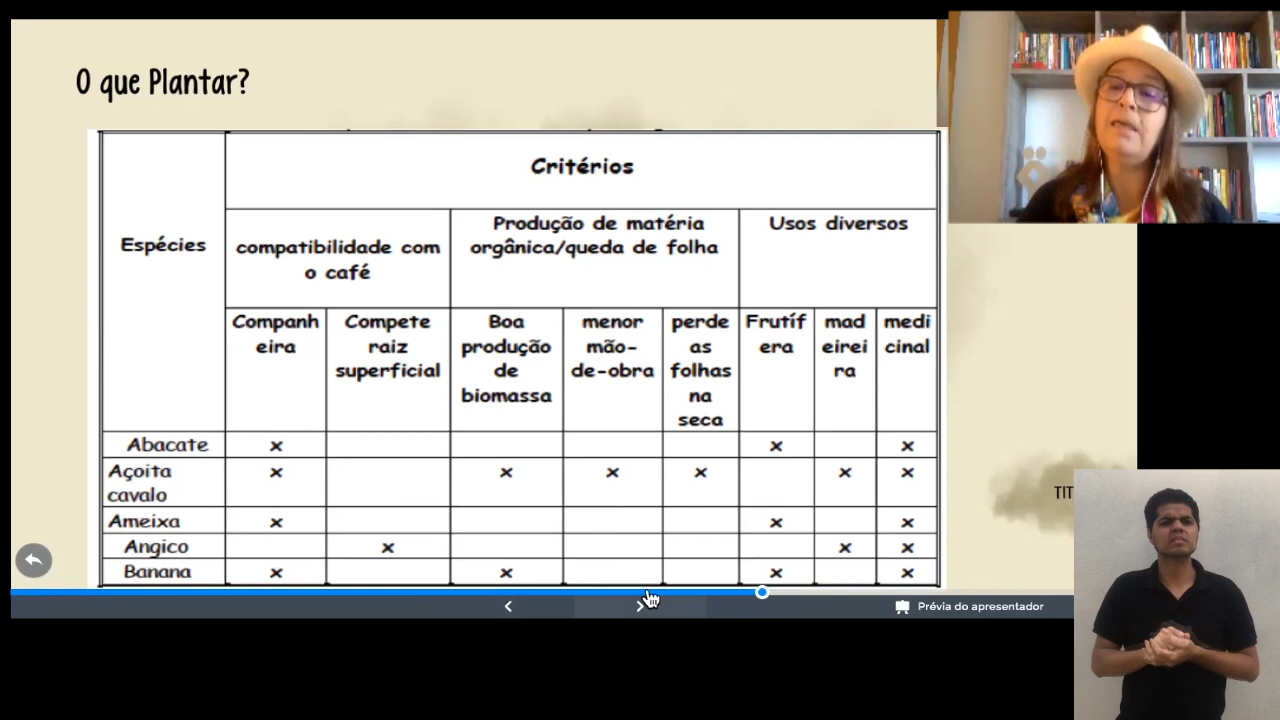 O que Plantar?
Espécies
Critérios
compatibilidade com
o café
Produção de matéria
orgânica/queda de folha
Usos diversos
Companh
eira
Compete
raiz
superficial
Boa
produção
de
biomassa
menor
mão-
de-obra
perde
as
folhas
na
seca
Frutíf
era
mad
eirei
ra
medi
cinal
Abacate x x x
Açoita
cavalo x x x x x x
Ameixa x x x
Angico x x x
Banana x x x x
TIT
Prévia do apresentador